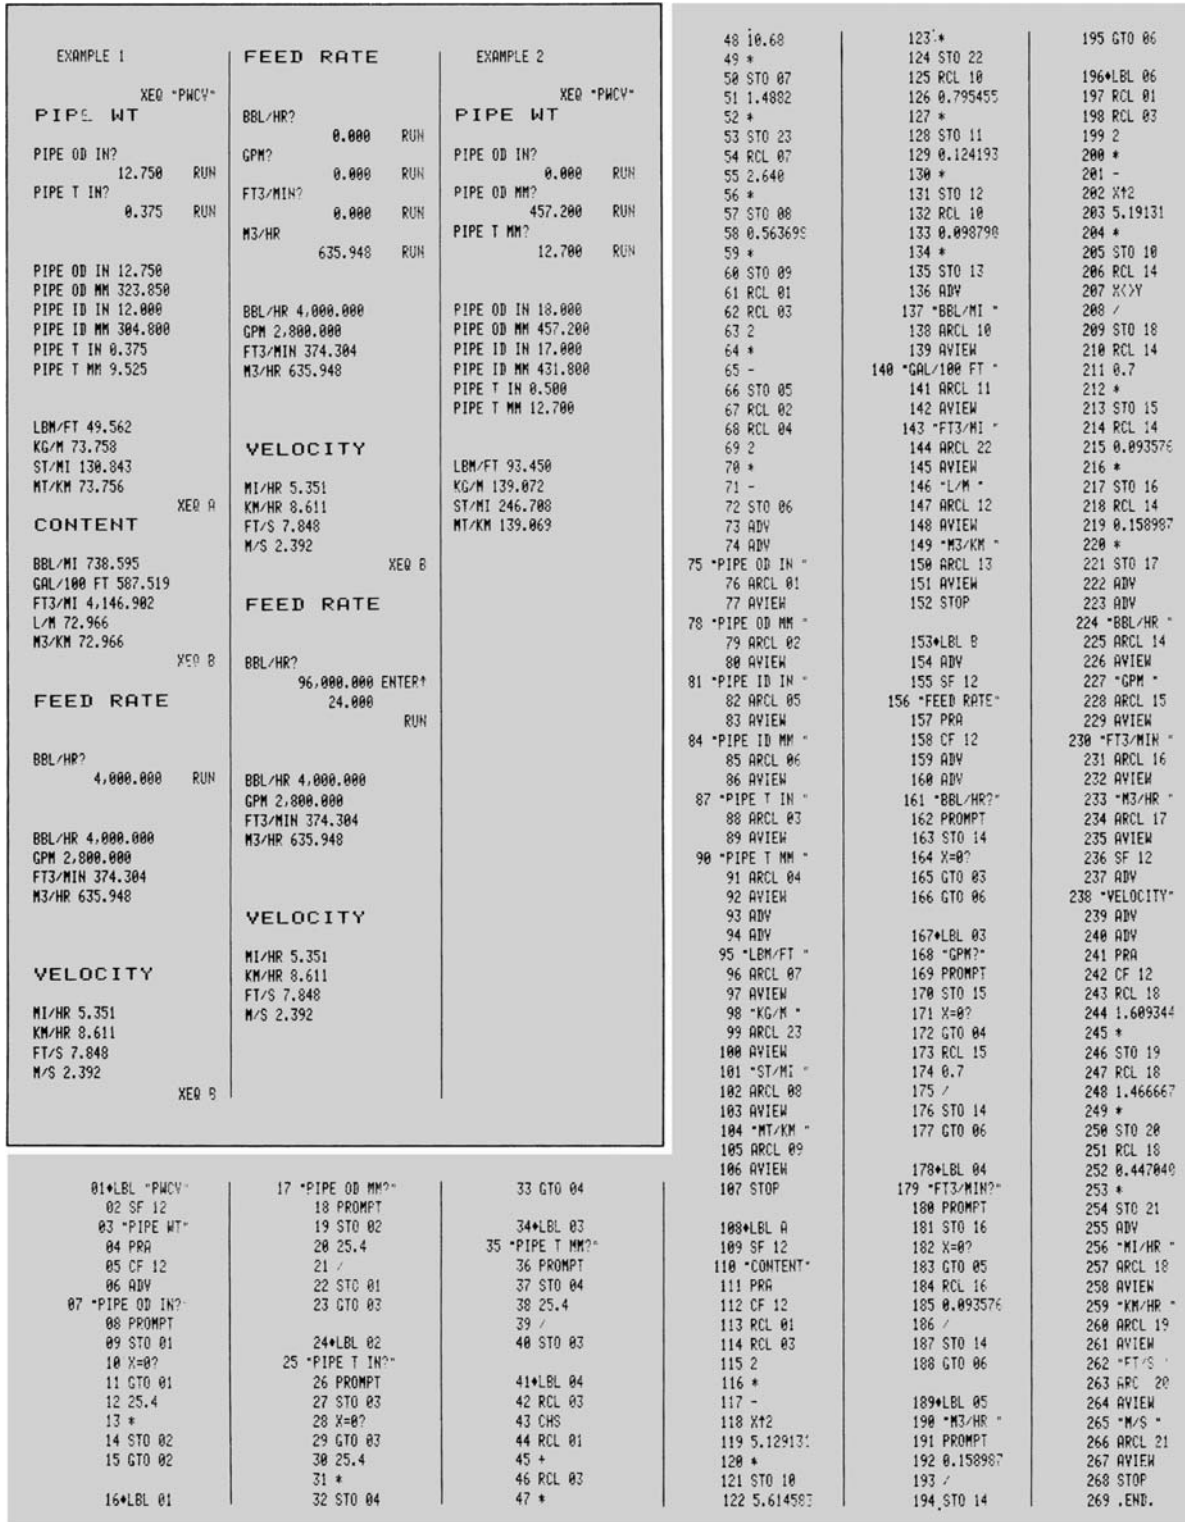 EXAMPLE 1
XEQ "PWCV"
PIPE WT
PIPE OD IN?
12.750 RUN
PIPE T IN?
0.375 RUN
PIPE OD IN 12.750
PIPE OD MM 323.850
PIPE ID IN 12.000
PIPE ID MM 304.800
PIPE T IN 0.375
PIPE T MM 9.525
LBM/FT 49.562
KG/M 73.758
ST/MI 130.843
MT/KM 73.756
XEQ A
CONTENT
BBL/MI 738.595
GAL/100 FT 587.519
FT3/MI 4,146.902
L/M 72.966
M3/KM 72.966
XEQ B
FEED RATE
BBL/HR?
4,000.000 RUN
BBL/HR 4,000.000
GPM 2,800.000
FT3/MIN 374.304
M3/HR 635.948
VELOCITY
MI/HR 5.351
KM/HR 8.611
FT/S 7.848
M/S 2.392
XEQ B
FEED RATE
BBL/HR?
0.000 RUN
GPM?
0.000 RUN
FT3/MIN?
0.000 RUN
M3/HR
635.948 RUN
BBL/HR 4,000.000
GPM 2,800.000
FT3/MIN 374.304
M3/HR 635.948
VELOCITY
MI/HR 5.351
KM/HR 8.611
FT/S 7.848
M/S 2.392
XEQ B
FEED RATE
BBL/HR?
96,000.000 ENTER↑
24.000
RUN
BBL/HR 4,000.000
GPM 2,800.000
FT3/MIN 374.304
M3/HR 635.948
VELOCITY
MI/HR 5.351
KM/HR 8.611
FT/S 7.848
M/S 2.392
EXAMPLE 2
XEQ "PWCV"
PIPE WT
PIPE OD IN?
0.000 RUN
PIPE OD MM?
457.200 RUN
PIPE T MM?
12.700 RUN
PIPE OD IN 18.000
PIPE OD MM 457.200
PIPE ID IN 17.000
PIPE ID MM 431.800
PIPE T IN 0.500
PIPE T MM 12.700
LBM/FT 93.450
KG/M 139.072
ST/MI 246.708
MT/KM 139.069
01♦LBL "PWCV"
02 SF 12
03 "PIPE WT"
04 PRA
05 CF 12
06 ADV
07 "PIPE OD IN?"
08 PROMPT
09 STO 01
10 X=0?
11 GTO 01
12 25.4
13 *
14 STO 02
15 GTO 02
16♦LBL 01
17 "PIPE OD MM?"
18 PROMPT
19 STO 02
20 25.4
21 /
22 STO 01
23 GTO 03
24♦LBL 02
25 "PIPE T IN?"
26 PROMPT
27 STO 03
28 X=0?
29 GTO 03
30 25.4
31 *
32 STO 04
33 GTO 04
34♦LBL 03
35 "PIPE T MM?"
36 PROMPT
37 STO 04
38 25.4
39 /
40 STO 03
41♦LBL 04
42 RCL 03
43 CHS
44 RCL 01
45 +
46 RCL 03
47 *
48 10.68
49 *
50 STO 07
51 1.4882
52 *
53 STO 23
54 RCL 07
55 2.640
56 *
57 STO 08
58 0.563699
59 *
60 STO 09
61 RCL 01
62 RCL 03
63 2
64 *
65 -
66 STO 05
67 RCL 02
68 RCL 04
69 2
70 *
71 -
72 STO 06
73 ADV
74 ADV
75 "PIPE OD IN "
76 ARCL 01
77 AVIEW
78 "PIPE OD MM "
79 ARCL 02
80 AVIEW
81 "PIPE ID IN "
82 ARCL 05
83 AVIEW
84 "PIPE ID MM "
85 ARCL 06
86 AVIEW
87 "PIPE T IN "
88 ARCL 03
89 AVIEW
90 "PIPE T MM "
91 ARCL 04
92 AVIEW
93 ADV
94 ADV
95 "LBM/FT "
96 ARCL 07
97 AVIEW
98 "KG/M "
99 ARCL 23
100 AVIEW
101 "ST/MI "
102 ARCL 08
103 AVIEW
104 "MT/KM "
105 ARCL 09
106 AVIEW
107 STOP
108♦LBL A
109 SF 12
110 "CONTENT"
111 PRA
112 CF 12
113 RCL 01
114 RCL 03
115 2
116 *
117 -
118 X↑2
119 5.129131
120 *
121 STO 10
122 5.614583
123 *
124 STO 22
125 RCL 10
126 0.795455
127 *
128 STO 11
129 0.124193
130 *
131 STO 12
132 RCL 10
133 0.098790
134 *
135 STO 13
136 ADV
137 "BBL/MI "
138 ARCL 10
139 AVIEW
140 "GAL/100 FT "
141 ARCL 11
142 AVIEW
143 "FT3/MI "
144 ARCL 22
145 AVIEW
146 "L/M "
147 ARCL 12
148 AVIEW
149 "M3/KM "
150 ARCL 13
151 AVIEW
152 STOP
153♦LBL B
154 ADV
155 SF 12
156 "FEED RATE"
157 PRA
158 CF 12
159 ADV
160 ADV
161 "BBL/HR?"
162 PROMPT
163 STO 14
164 X=0?
165 GTO 03
166 GTO 06
167♦LBL 03
168 "GPM?"
169 PROMPT
170 STO 15
171 X=0?
172 GTO 04
173 RCL 15
174 0.7
175 /
176 STO 14
177 GTO 06
178♦LBL 04
179 "FT3/MIN?"
180 PROMPT
181 STO 16
182 X=0?
183 GTO 05
184 RCL 16
185 0.093576
186 /
187 STO 14
188 GTO 06
189♦LBL 05
190 "M3/HR "
191 PROMPT
192 0.158987
193 /
194 STO 14
195 GTO 06
196♦LBL 06
197 RCL 01
198 RCL 03
199 2
200 *
201 -
202 X↑2
203 5.19131
204 *
205 STO 10
206 RCL 14
207 X<>Y
208 /
209 STO 18
210 RCL 14
211 0.7
212 *
213 STO 15
214 RCL 14
215 0.093576
216 *
217 STO 16
218 RCL 14
219 0.158987
220 *
221 STO 17
222 ADV
223 ADV
224 "BBL/HR "
225 ARCL 14
226 AVIEW
227 "GPM "
228 ARCL 15
229 AVIEW
230 "FT3/MIN "
231 ARCL 16
232 AVIEW
233 "M3/HR "
234 ARCL 17
235 AVIEW
236 SF 12
237 ADV
238 "VELOCITY"
239 ADV
240 ADV
241 PRA
242 CF 12
243 RCL 18
244 1.609344
245 *
246 STO 19
247 RCL 18
248 1.466667
249 *
250 STO 20
251 RCL 18
252 0.447040
253 *
254 STO 21
255 ADV
256 "MI/HR "
257 ARCL 18
258 AVIEW
259 "KM/HR "
260 ARCL 19
261 AVIEW
262 "FT/S "
263 ARC 20
264 AVIEW
265 "M/S "
266 ARCL 21
267 AVIEW
268 STOP
269 .END.